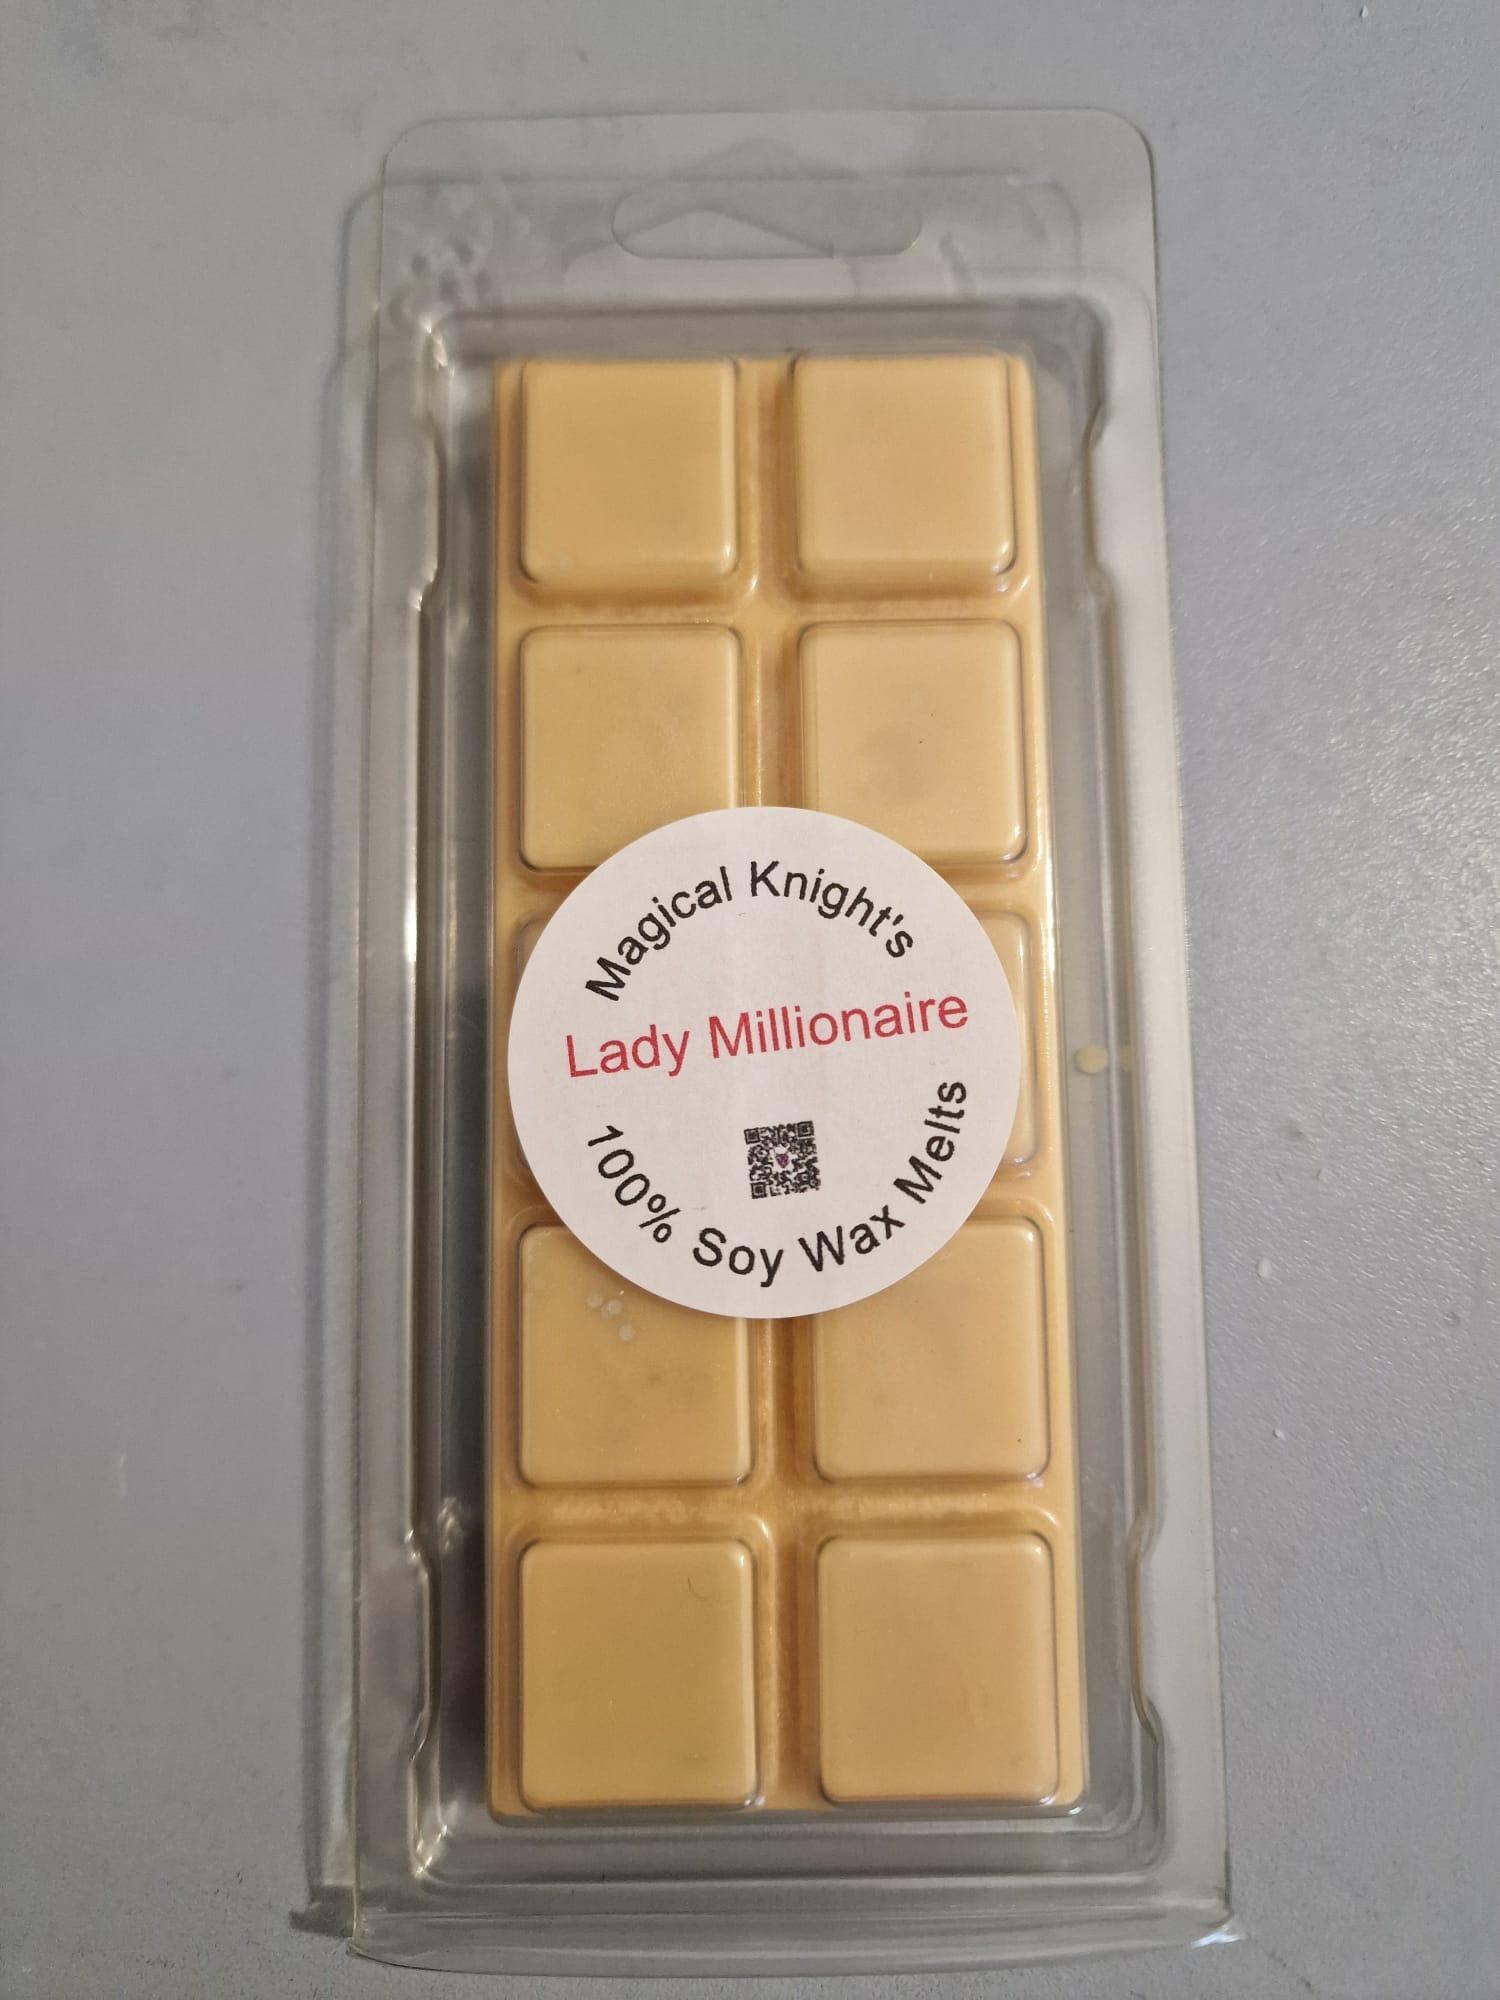 Magical Knight's
Lady Millionaire
100% Soy Wax Melts